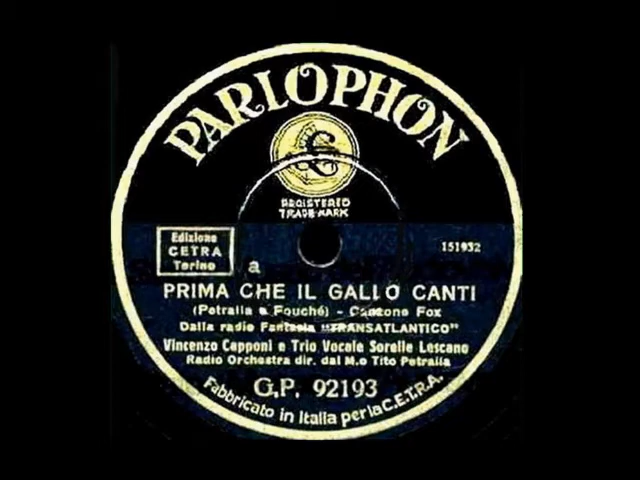 PARLOPHON
REGISTERED
TRADE-MARK
Edizione
CETRA
Torino
151932
a
PRIMA CHE IL GALLO CANTI
(Petralia e Fouché) - Canzone Fox
Dalla radio Fantasia "TRANSATLANTICO"
Vincenzo Capponi e Trio Vocale Sorelle Lescano
Radio Orchestra dir. dal M.o Tito Petralia
G.P. 92193
Fabbricato in Italia per la C.E.T.R.A.